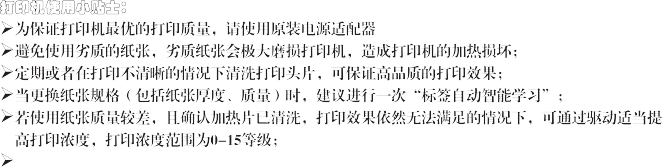 打印机使用小贴士：
➢为保证打印机最优的打印质量，请使用原装电源适配器
➢避免使用劣质的纸张，劣质纸张会极大磨损打印机，造成打印机的加热损坏；
➢定期或者在打印不清晰的情况下清洗打印头片，可保证高品质的打印效果；
➢当更换纸张规格（包括纸张厚度、质量）时，建议进行一次“标签自动智能学习”；
➢若使用纸张质量较差，且确认加热片已清洗，打印效果依然无法满足的情况下，可通过驱动适当提
高打印浓度，打印浓度范围为0-15等级；
➢